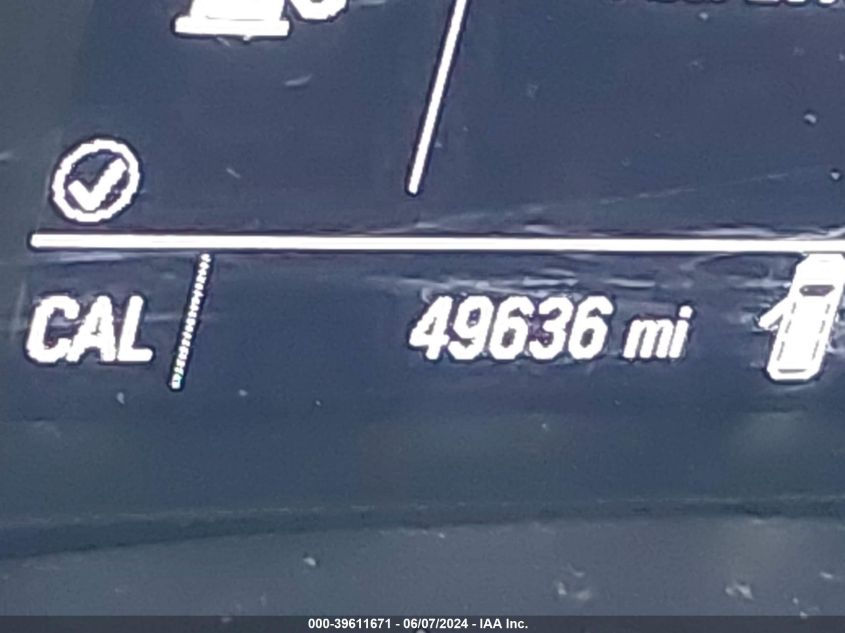 CAL 49636 mi
000-39611671 - 06/07/2024 - IAA Inc.